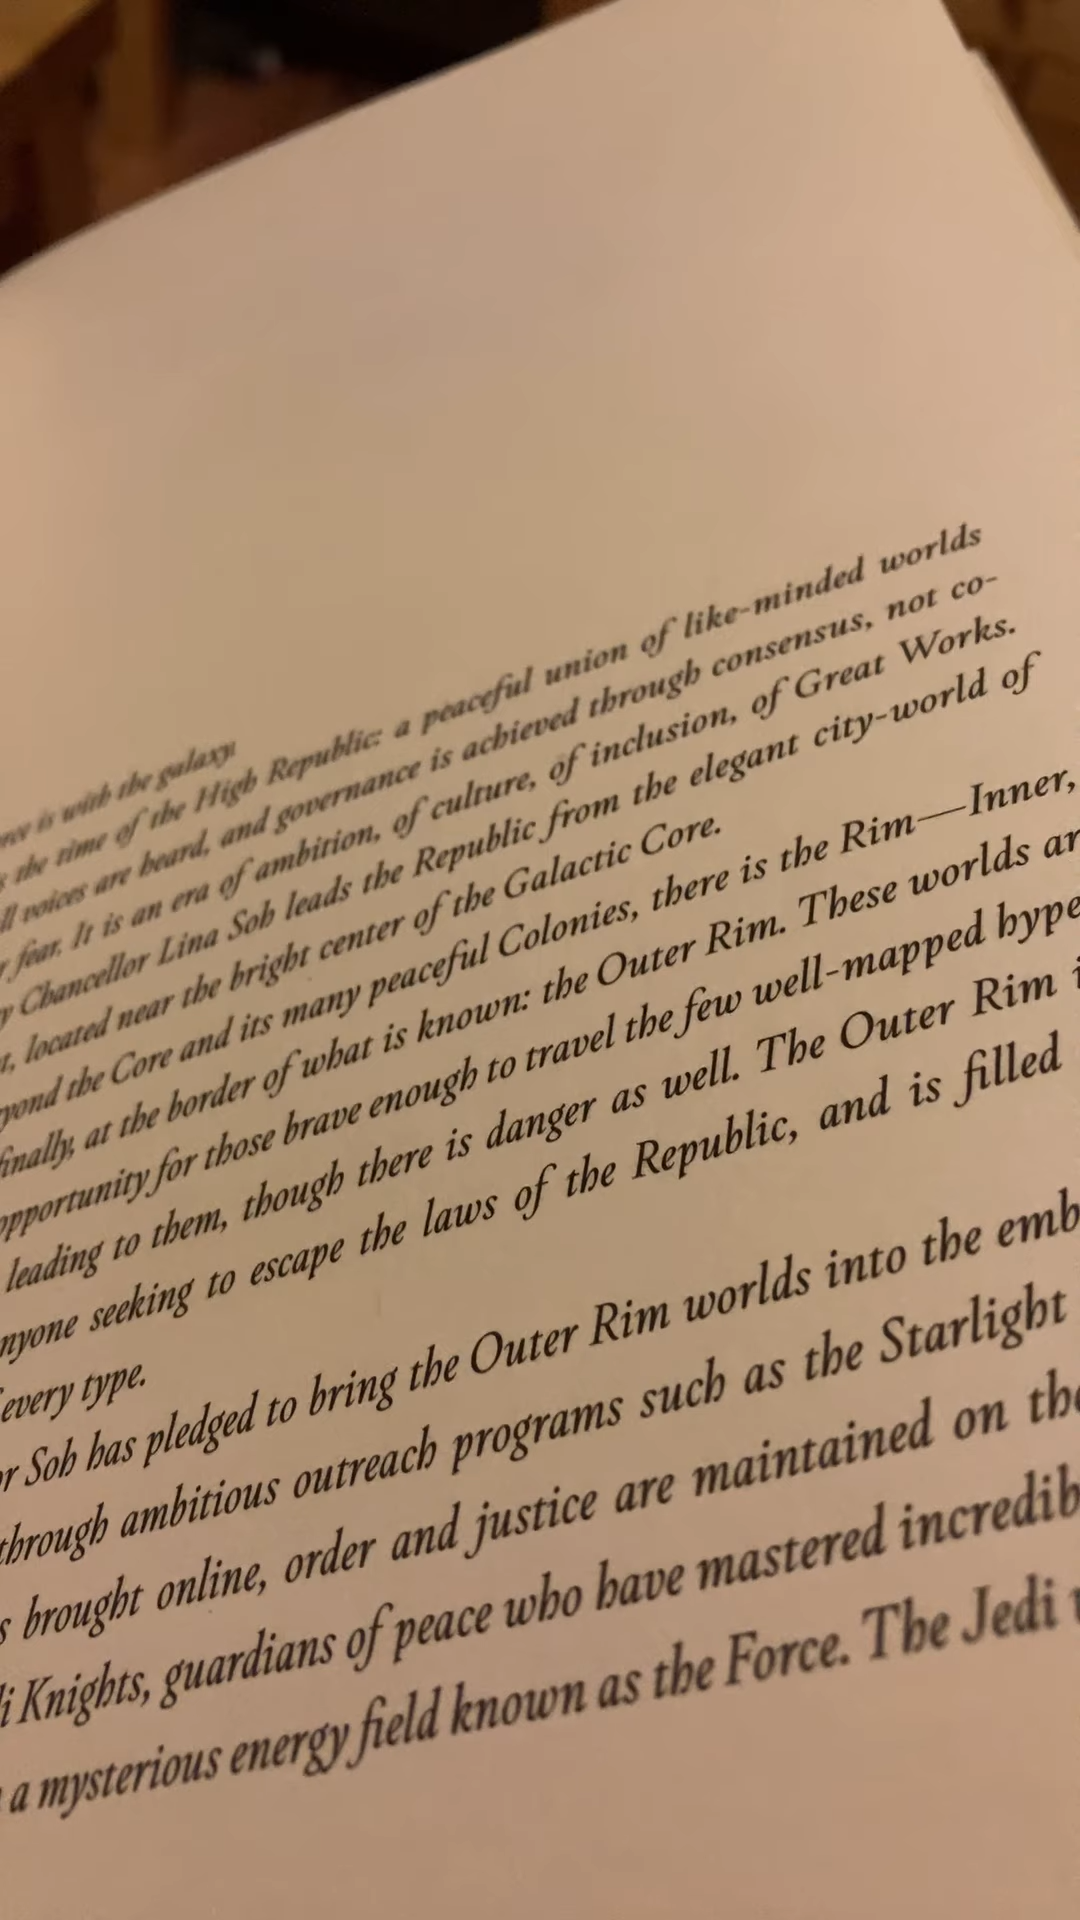 is with the galaxy.
the time of the High Republic: a peaceful union of like-minded worlds
voices are heard, and governance is achieved through consensus, not co-
fear. It is an era of ambition, of culture, of inclusion, of Great Works.
Chancellor Lina Soh leads the Republic from the elegant city-world of
located near the bright center of the Galactic Core.
the Core and its many peaceful Colonies, there is the Rim—Inner,
finally, at the border of what is known: the Outer Rim. These worlds ar
opportunity for those brave enough to travel the few well-mapped hype
leading to them, though there is danger as well. The Outer Rim i
nyone seeking to escape the laws of the Republic, and is filled
every type.
r Soh has pledged to bring the Outer Rim worlds into the emb
through ambitious outreach programs such as the Starlight
s brought online, order and justice are maintained on the
i Knights, guardians of peace who have mastered incredib
a mysterious energy field known as the Force. The Jedi